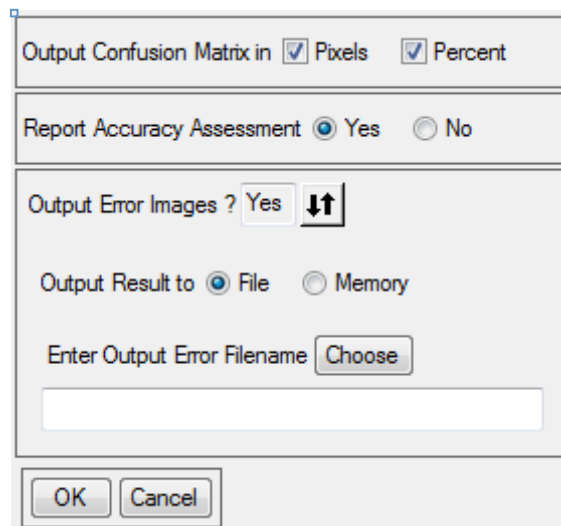 Output Confusion Matrix in Pixels Percent
Report Accuracy Assessment Yes No
Output Error Images ? Yes
Output Result to File Memory
Enter Output Error Filename Choose
OK Cancel